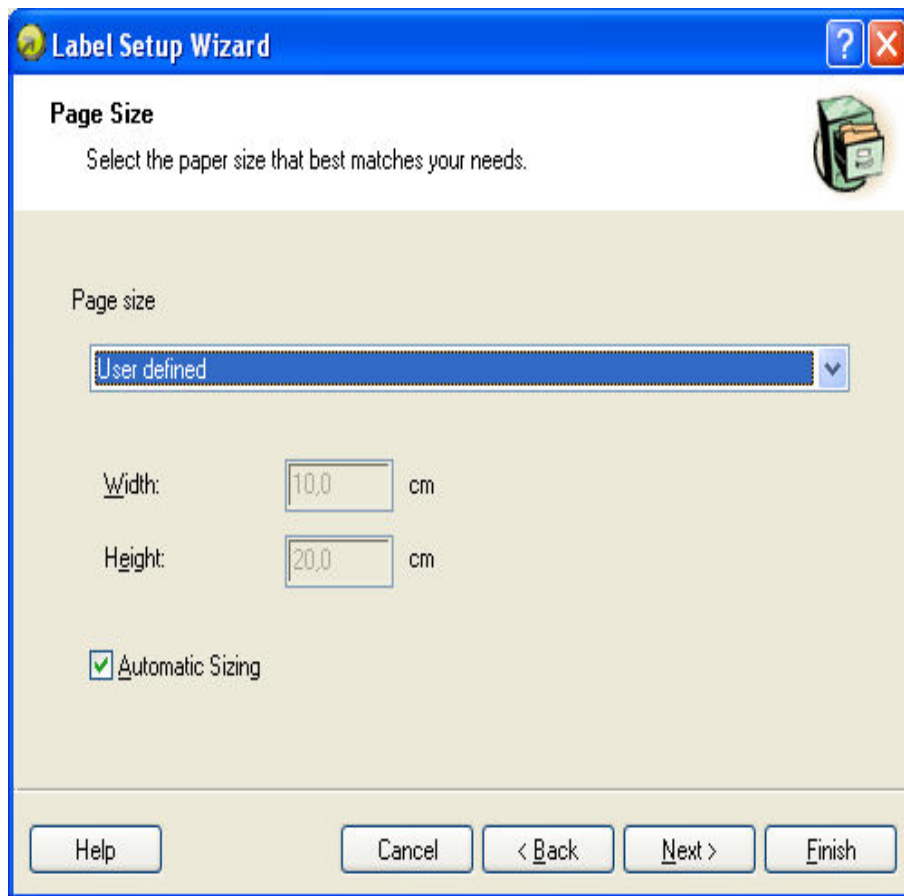 Label Setup Wizard
Page Size
Select the paper size that best matches your needs.
Page size
User defined
Width: 10,0 cm
Height: 20,0 cm
Automatic Sizing
Help Cancel < Back Next > Finish